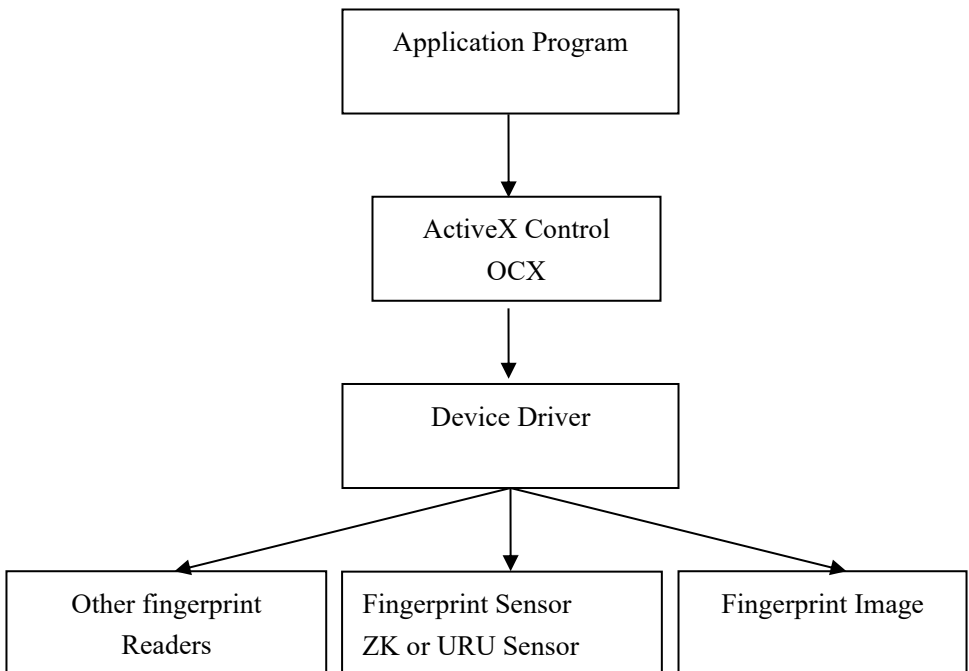 Application Program
ActiveX Control
OCX
Device Driver
Other fingerprint
Readers
Fingerprint Sensor
ZK or URU Sensor
Fingerprint Image